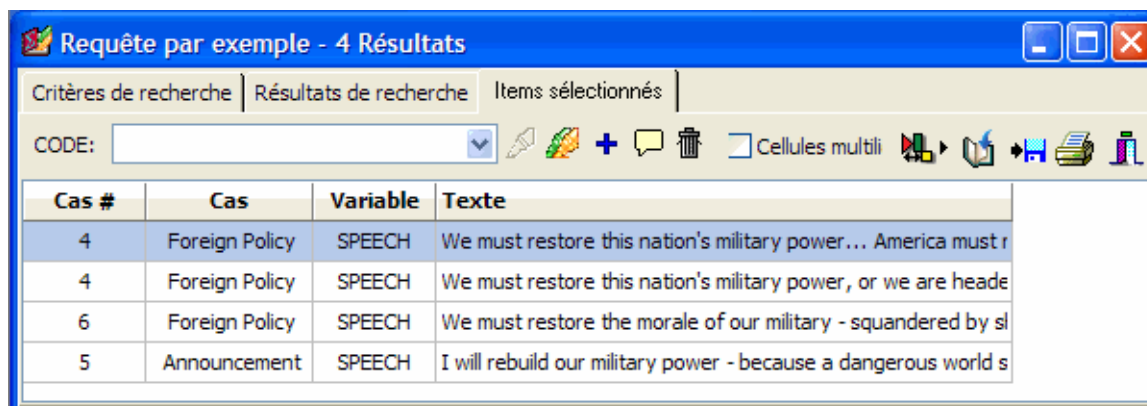 Requête par exemple - 4 Résultats
Critères de recherche Résultats de recherche Items sélectionnés
CODE: Cellules multili
Cas # Cas Variable Texte
4 Foreign Policy SPEECH We must restore this nation's military power... America must
4 Foreign Policy SPEECH We must restore this nation's military power, or we are heade
6 Foreign Policy SPEECH We must restore the morale of our military - squandered by
5 Announcement SPEECH I will rebuild our military power - because a dangerous world s